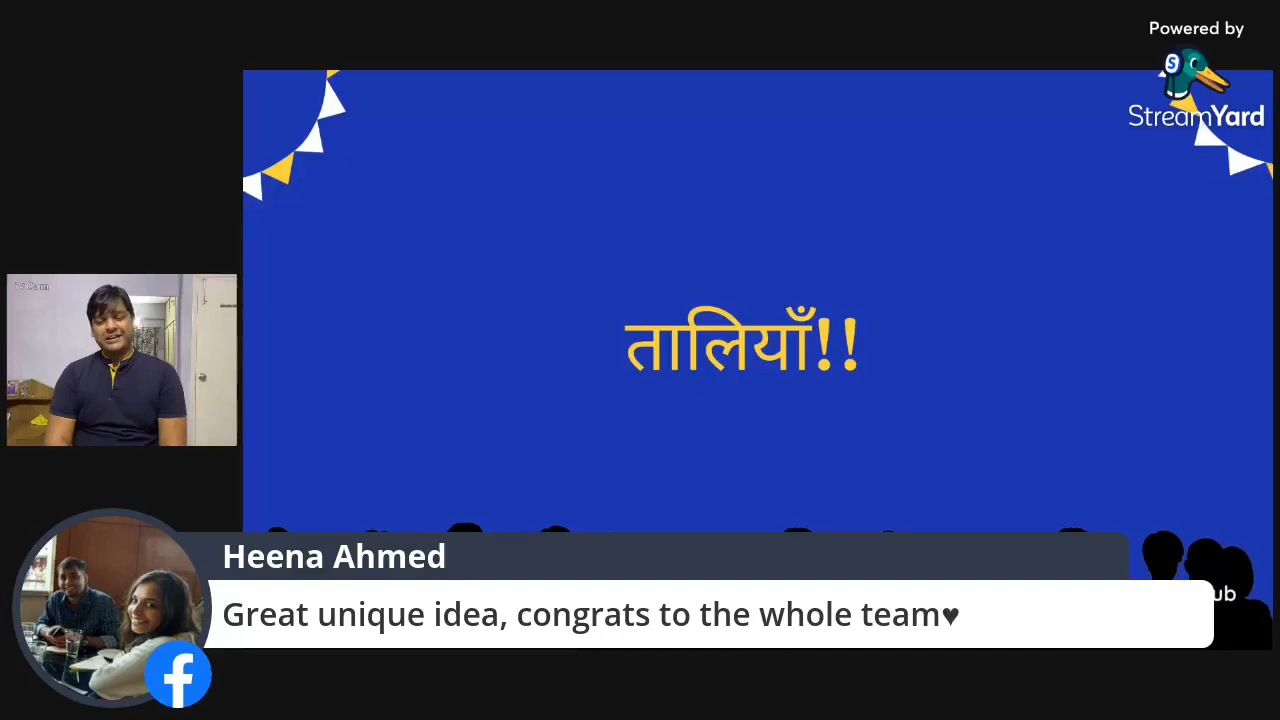 Powered by
StreamYard
तालियाँ!!
Heena Ahmed
Great unique idea, congrats to the whole team♥